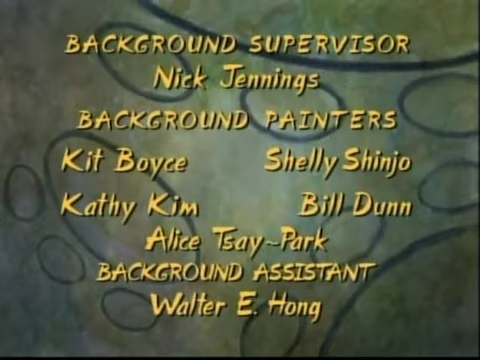 BACKGROUND SUPERVISOR
Nick Jennings
BACKGROUND PAINTERS
Kit Boyce Shelly Shinjo
Kathy Kim Bill Dunn
Alice Tsay~Park
BACKGROUND ASSISTANT
Walter E. Hong